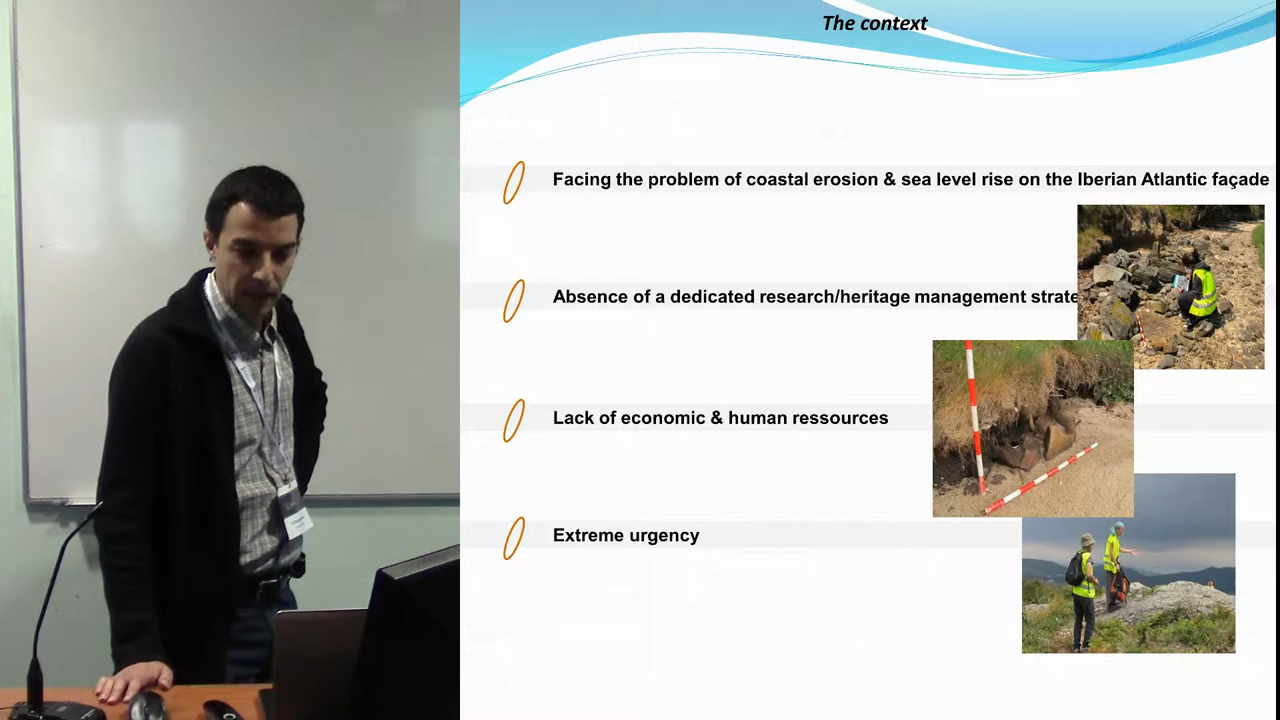 The context
Facing the problem of coastal erosion & sea level rise on the Iberian Atlantic façade
Absence of a dedicated research/heritage management strate
Lack of economic & human ressources
Extreme urgency